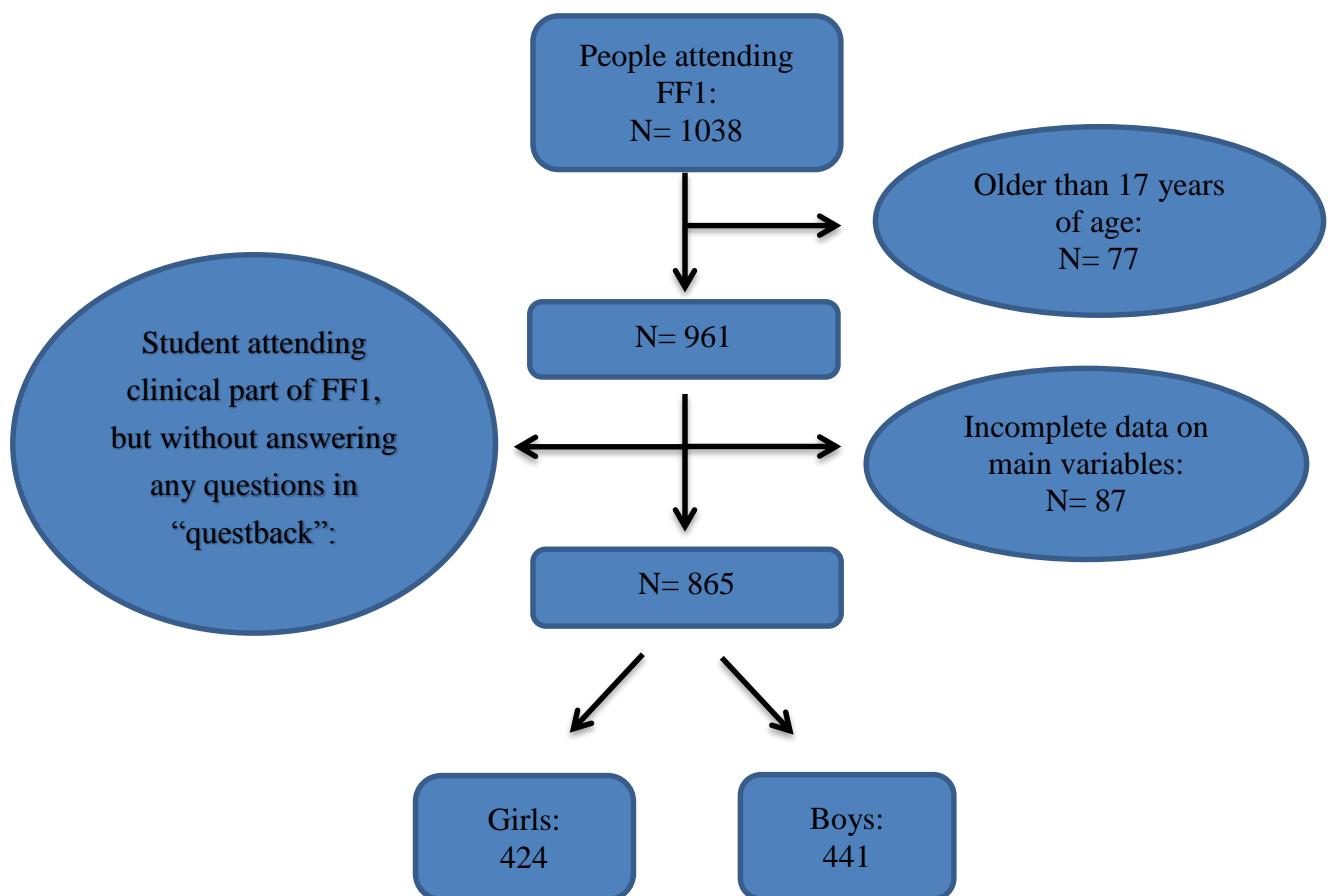 People attending
FF1:
N= 1038
Older than 17 years
of age:
N= 77
N= 961
Student attending
clinical part of FF1,
but without answering
any questions in
“questback”:
Incomplete data on
main variables:
N= 87
N= 865
Girls:
424
Boys:
441